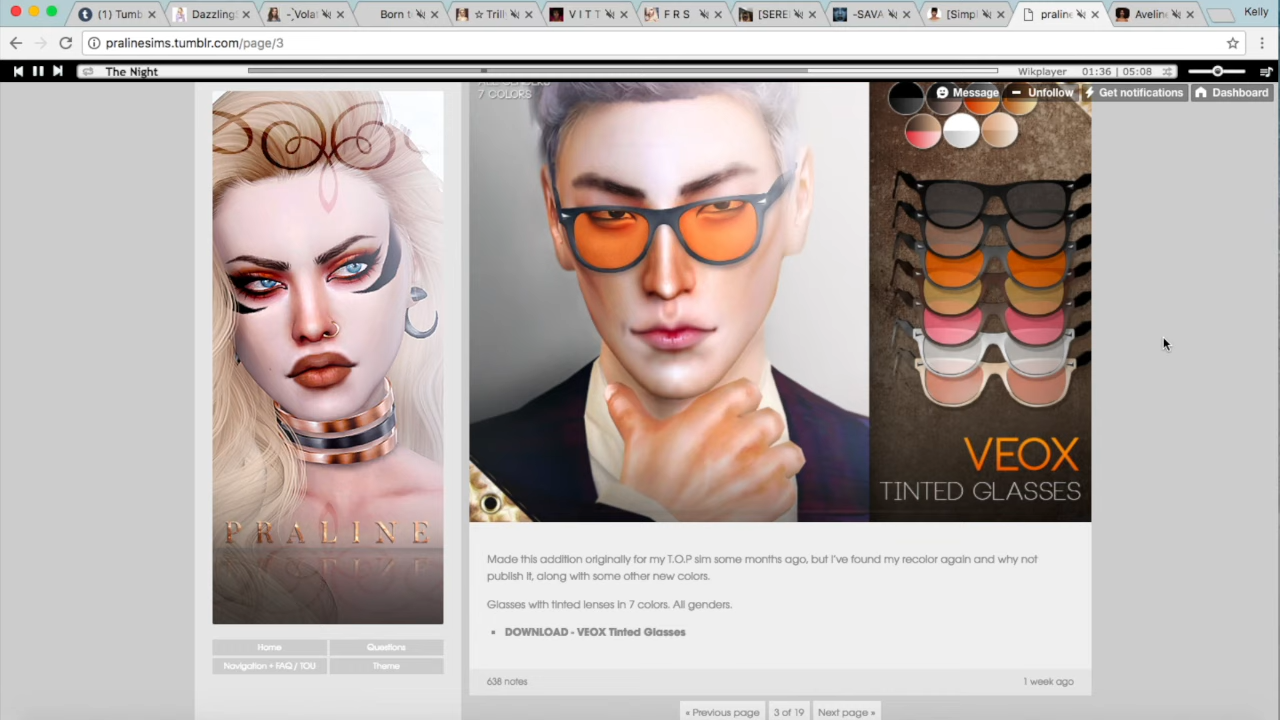 (1) Tumb
Dazzling
- ̗Volat
Born to
☆ Trill
V I T T
F R S
[SERE
-SAVA
[Simpl
praline
Aveline
Kelly
pralinesims.tumblr.com/page/3
The Night
Wikplayer
01:36 | 05:08
7 COLORS
Message
Unfollow
Get notifications
Dashboard
VEOX
TINTED GLASSES
PRALINE
Made this addition originally for my T.O.P sim some months ago, but I've found my recolor again and why not
publish it, along with some other new colors.
Glasses with tinted lenses in 7 colors. All genders.
▪ DOWNLOAD - VEOX Tinted Glasses
Home
Questions
Navigation + FAQ / TOU
Theme
638 notes
1 week ago
« Previous page
3 of 19
Next page »